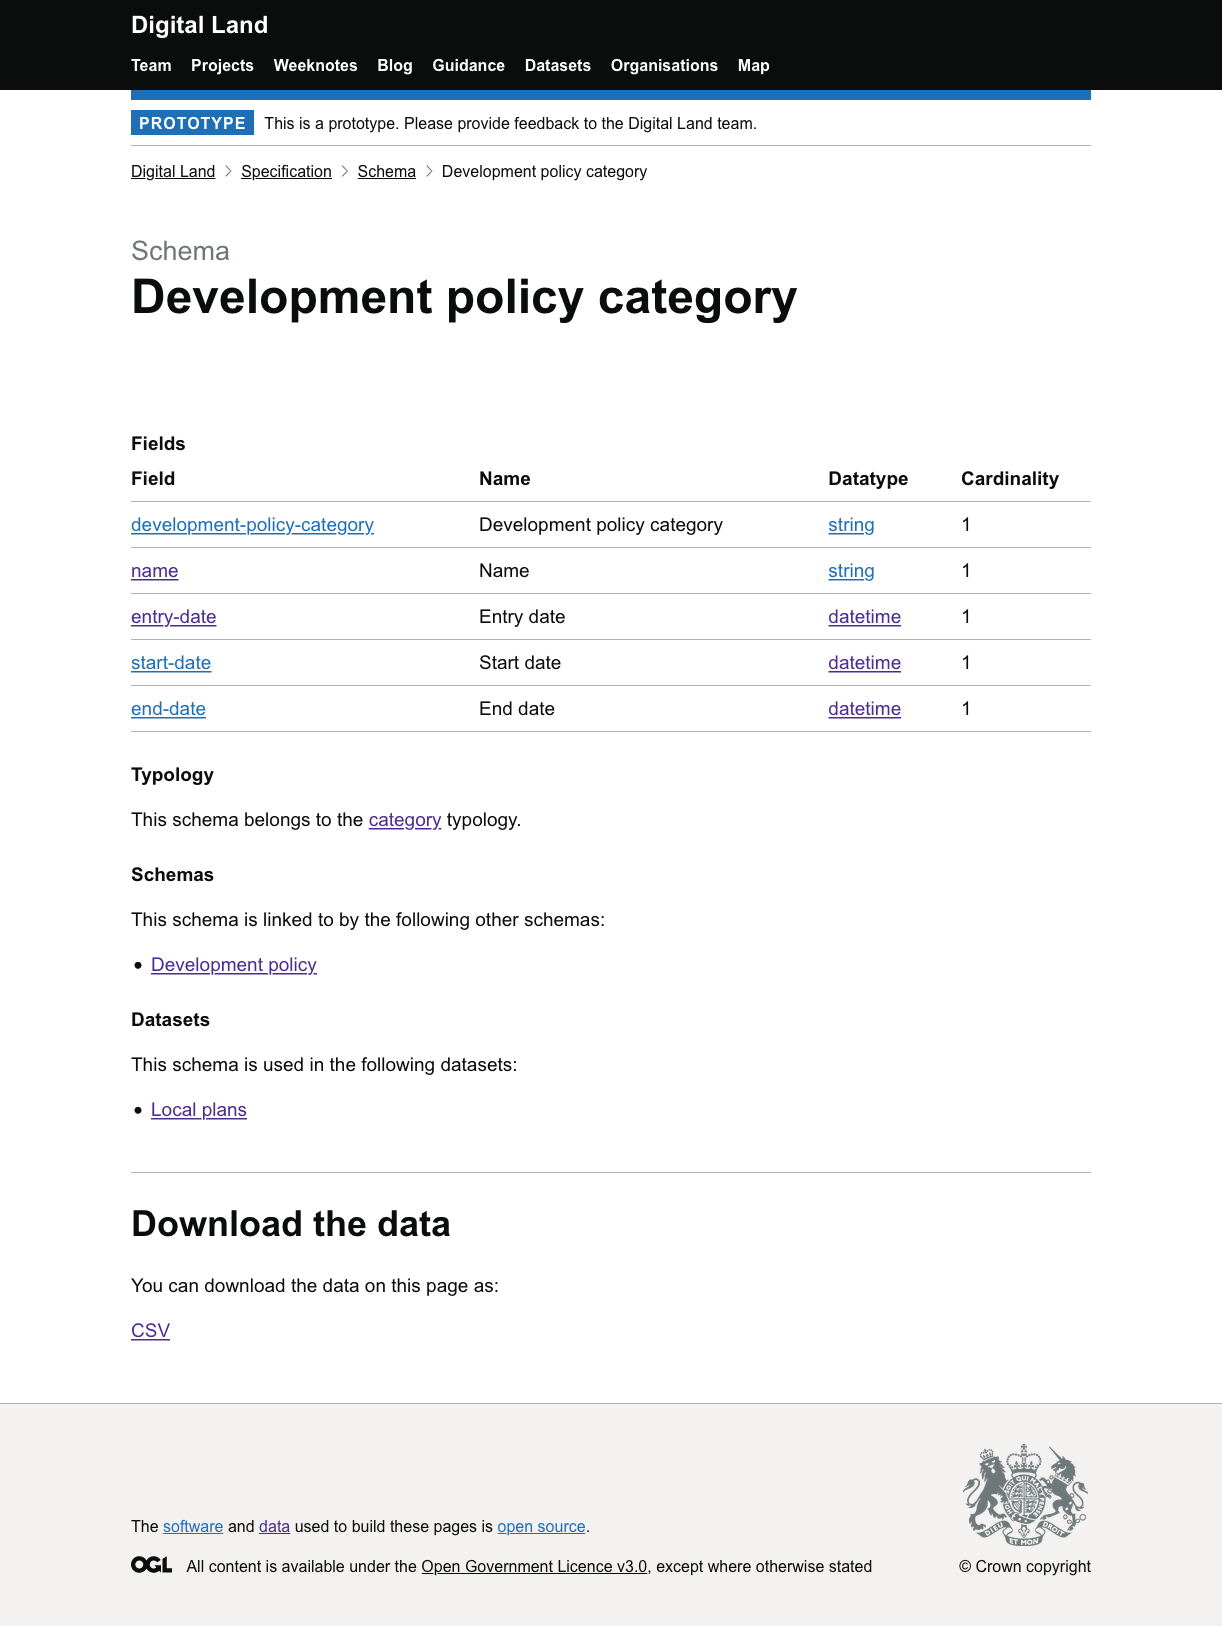 Digital Land
Team Projects Weeknotes Blog Guidance Datasets Organisations Map
PROTOTYPE This is a prototype. Please provide feedback to the Digital Land team.
Digital Land Specification Schema Development policy category
Schema
Development policy category
Fields
Field Name Datatype Cardinality
development-policy-category Development policy category string 1
name Name string 1
entry-date Entry date datetime 1
start-date Start date datetime 1
end-date End date datetime 1
Typology
This schema belongs to the category typology.
Schemas
This schema is linked to by the following other schemas:
• Development policy
Datasets
This schema is used in the following datasets:
• Local plans
Download the data
You can download the data on this page as:
CSV
The software and data used to build these pages is open source.
DIEU ET MON DROIT
OGL All content is available under the Open Government Licence v3.0, except where otherwise stated © Crown copyright